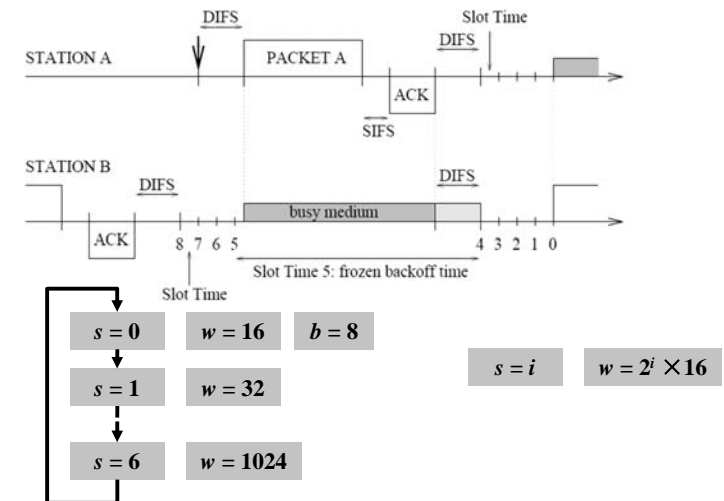 DIFS
Slot Time
DIFS
STATION A
PACKET A
ACK
SIFS
STATION B
DIFS
DIFS
busy medium
ACK
8 7 6 5
4 3 2 1 0
Slot Time 5: frozen backoff time
Slot Time
s = 0
w = 16
b = 8
s = i
w = 2^i × 16
s = 1
w = 32
s = 6
w = 1024